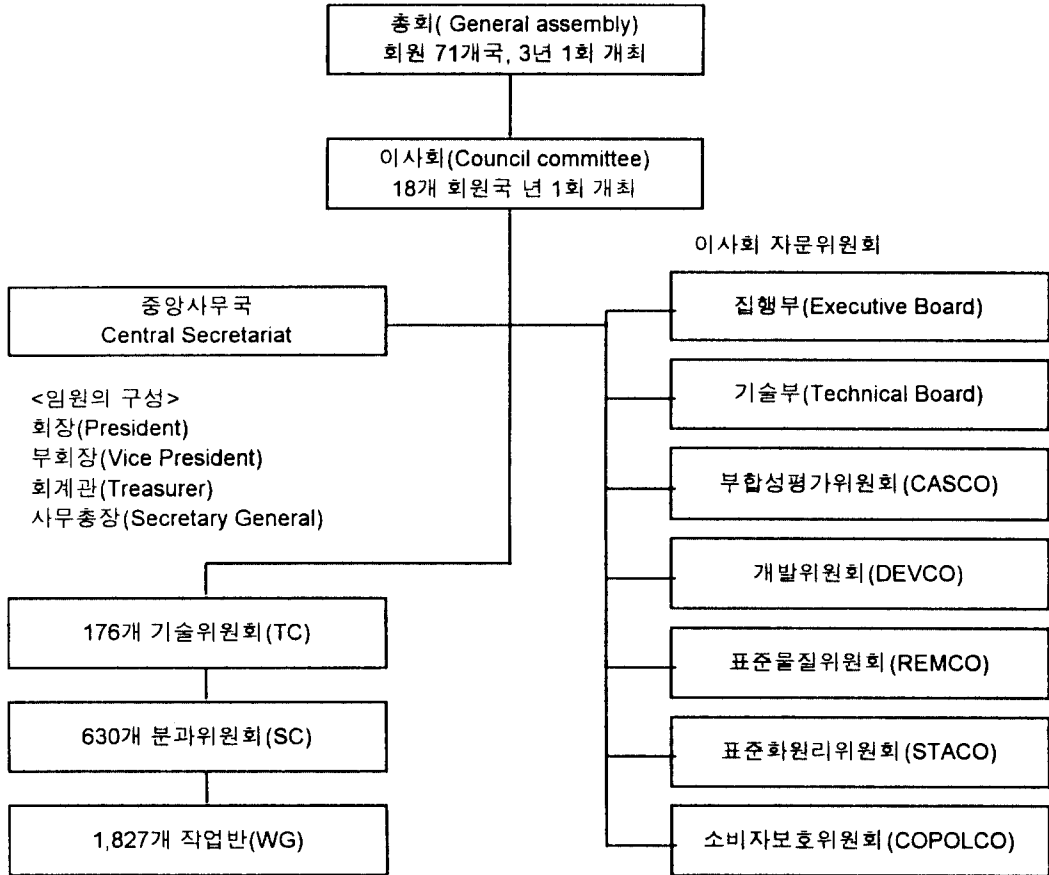 총회( General assembly)
회원 71개국, 3년 1회 개최
이사회(Council committee)
18개 회원국 년 1회 개최
중앙사무국
Central Secretariat
<임원의 구성>
회장(President)
부회장(Vice President)
회계관(Treasurer)
사무총장(Secretary General)
176개 기술위원회(TC)
630개 분과위원회(SC)
1,827개 작업반(WG)
이사회 자문위원회
집행부(Executive Board)
기술부(Technical Board)
부합성평가위원회(CASCO)
개발위원회(DEVCO)
표준물질위원회(REMCO)
표준화원리위원회(STACO)
소비자보호위원회(COPOLCO)